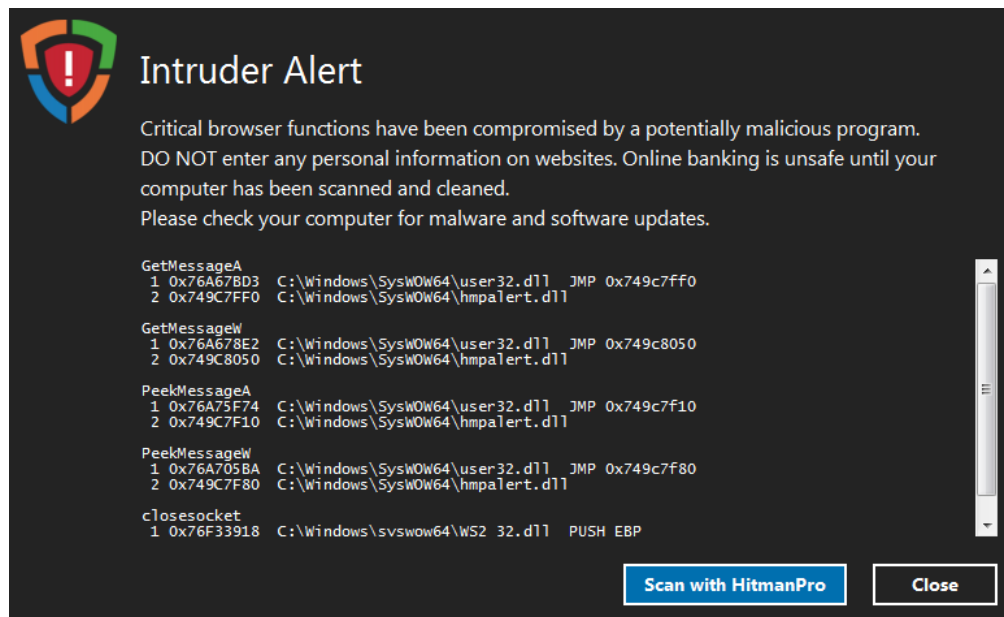 Intruder Alert
Critical browser functions have been compromised by a potentially malicious program.
DO NOT enter any personal information on websites. Online banking is unsafe until your
computer has been scanned and cleaned.
Please check your computer for malware and software updates.
GetMessageA
1 0x76A67BD3 C:\Windows\SysWOW64\user32.dll JMP 0x749c7ff0
2 0x749C7FF0 C:\Windows\SysWOW64\hmpalert.dll
GetMessageW
1 0x76A678E2 C:\Windows\SysWOW64\user32.dll JMP 0x749c8050
2 0x749C8050 C:\Windows\SysWOW64\hmpalert.dll
PeekMessageA
1 0x76A75F74 C:\Windows\SysWOW64\user32.dll JMP 0x749c7f10
2 0x749C7F10 C:\Windows\SysWOW64\hmpalert.dll
PeekMessageW
1 0x76A705BA C:\Windows\SysWOW64\user32.dll JMP 0x749c7f80
2 0x749C7F80 C:\Windows\SysWOW64\hmpalert.dll
closesocket
1 0x76F33918 C:\Windows\syswow64\WS2_32.dll PUSH EBP
Scan with HitmanPro
Close